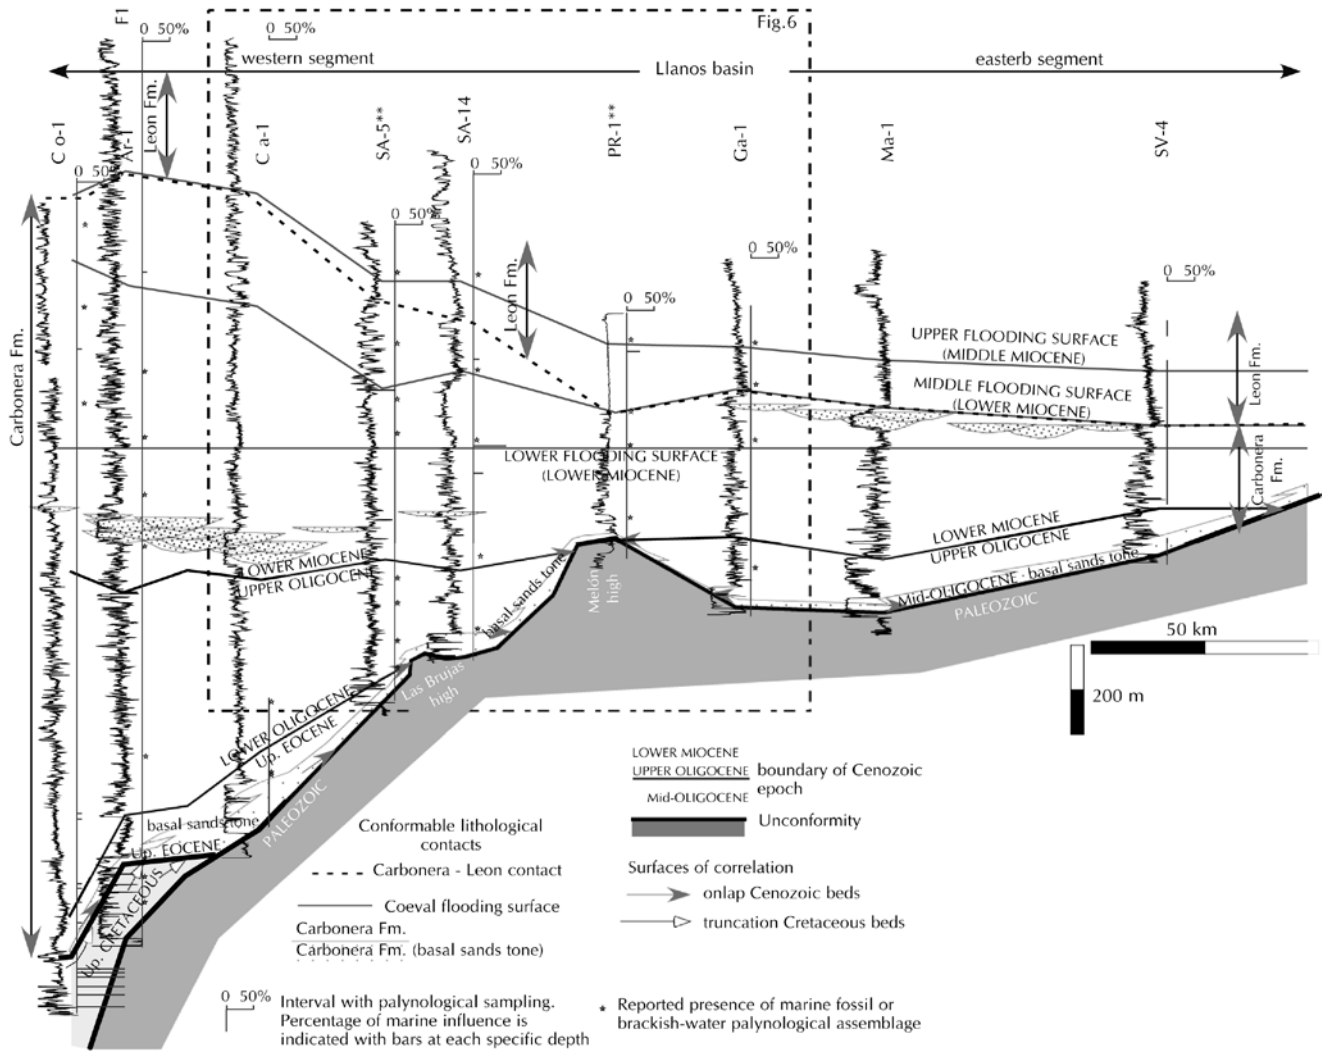 F1
0 50%
0 50%
Fig.6
western segment
Llanos basin
easterb segment
Leon Fm.
C o-1
Ar-1
C a-1
SA-5**
SA-14
PR-1**
Ga-1
Ma-1
SV-4
0 50%
0 50%
0 50%
0 50%
0 50%
0 50%
Carbonera Fm.
Leon Fm.
Leon Fm.
Carbonera
Fm.
UPPER FLOODING SURFACE
(MIDDLE MIOCENE)
MIDDLE FLOODING SURFACE
(LOWER MIOCENE)
LOWER FLOODING SURFACE
(LOWER MIOCENE)
LOWER MIOCENE
UPPER OLIGOCENE
LOWER MIOCENE
UPPER OLIGOCENE
basal sands tone
Melón
high
Mid-OLIGOCENE - basal sands tone
PALEOZOIC
50 km
200 m
Las Brujas
high
LOWER OLIGOCENE
Up. EOCENE
basal sands tone
PALEOZOIC
Up. EOCENE
Up. CRETACEOUS
LOWER MIOCENE
UPPER OLIGOCENE
Mid-OLIGOCENE
boundary of Cenozoic
epoch
Unconformity
Conformable lithological
contacts
Carbonera - Leon contact
Coeval flooding surface
Carbonera Fm.
Carbonera Fm. (basal sands tone)
Surfaces of correlation
onlap Cenozoic beds
truncation Cretaceous beds
0 50%
Interval with palynological sampling.
Percentage of marine influence is
indicated with bars at each specific depth
* Reported presence of marine fossil or
brackish-water palynological assemblage